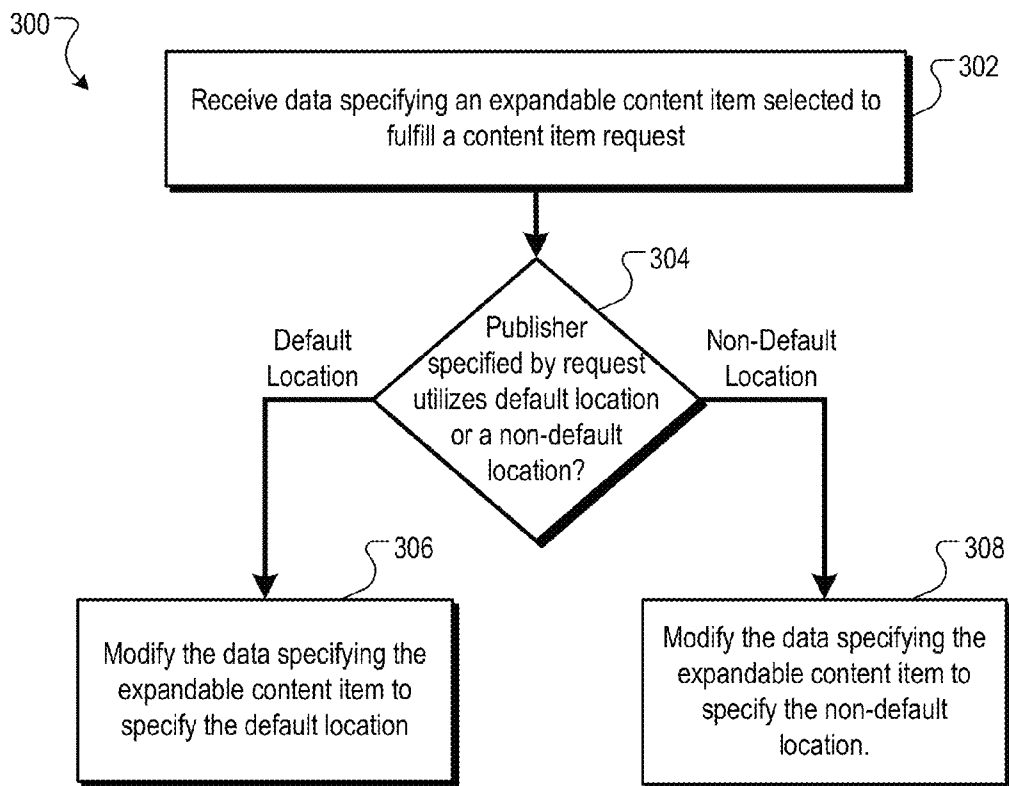 300
302
Receive data specifying an expandable content item selected to
fulfill a content item request
304
Publisher
specified by request
utilizes default location
or a non-default
location?
Default
Location
Non-Default
Location
306
Modify the data specifying the
expandable content item to
specify the default location
308
Modify the data specifying the
expandable content item to
specify the non-default
location.